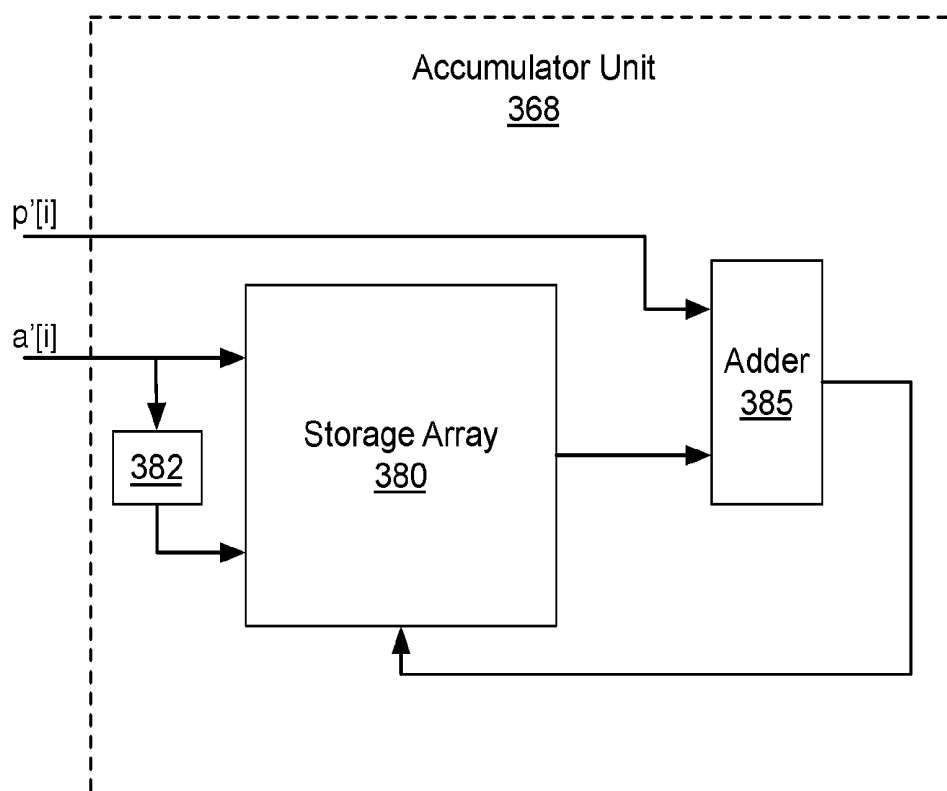 Accumulator Unit
368
p’[i]
a’[i]
382
Storage Array
380
Adder
385